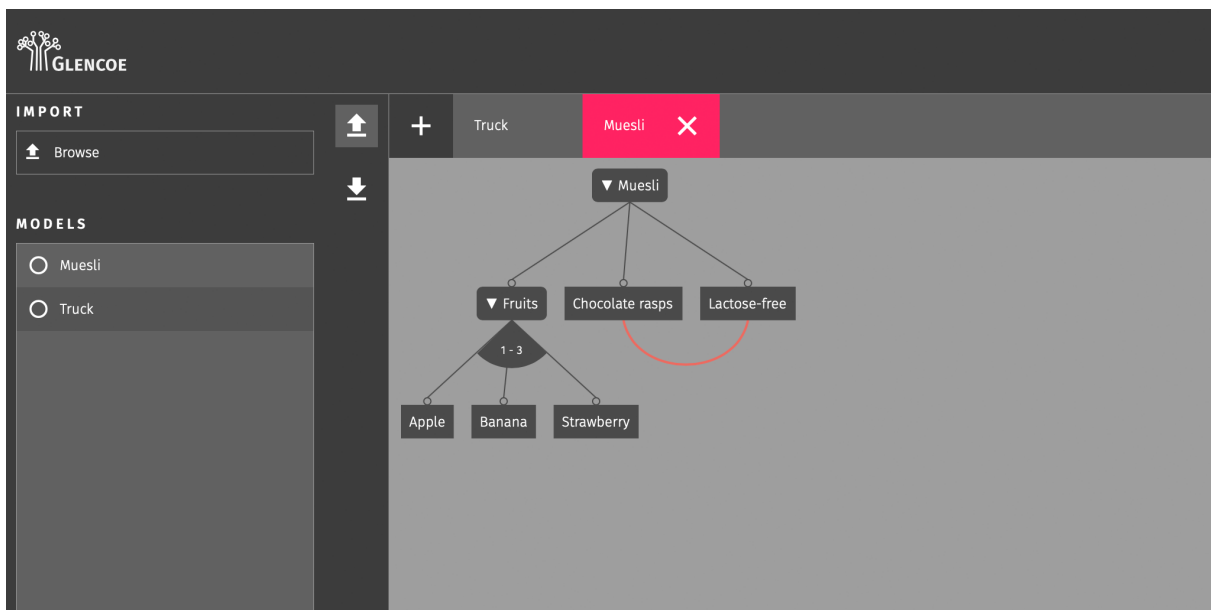 GLENCOE
IMPORT
Browse
MODELS
Muesli
Truck
Truck
Muesli
▼ Muesli
▼ Fruits
Chocolate rasps
Lactose-free
1 - 3
Apple
Banana
Strawberry